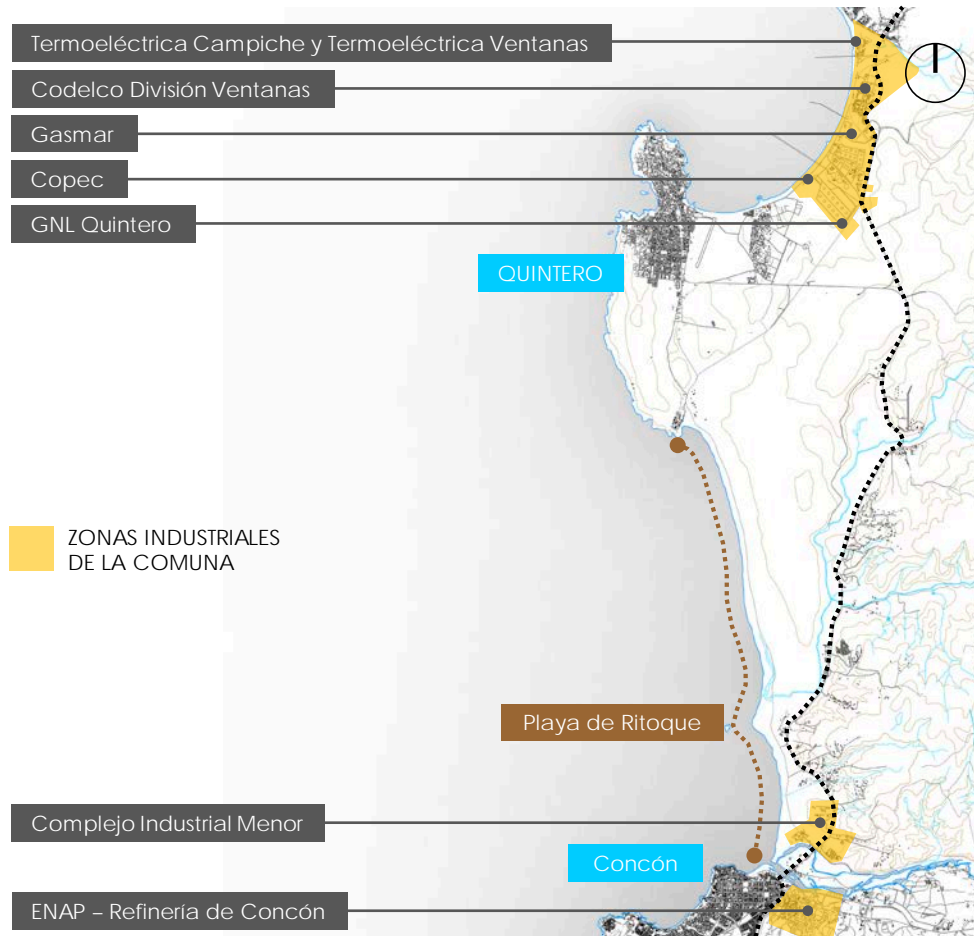 Termoeléctrica Campiche y Termoeléctrica Ventanas
Codelco División Ventanas
Gasmar
Copec
GNL Quintero
QUINTERO
ZONAS INDUSTRIALES
DE LA COMUNA
Playa de Ritoque
Complejo Industrial Menor
Concón
ENAP – Refinería de Concón